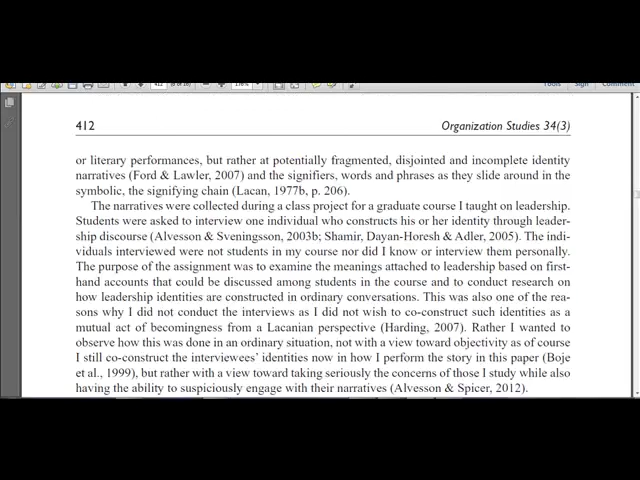 Tools
Sign
Comment
412
Organization Studies 34(3)
or literary performances, but rather at potentially fragmented, disjointed and incomplete identity
narratives (Ford & Lawler, 2007) and the signifiers, words and phrases as they slide around in the
symbolic, the signifying chain (Lacan, 1977b, p. 206).
The narratives were collected during a class project for a graduate course I taught on leadership.
Students were asked to interview one individual who constructs his or her identity through leader-
ship discourse (Alvesson & Sveningsson, 2003b; Shamir, Dayan-Horesh & Adler, 2005). The indi-
viduals interviewed were not students in my course nor did I know or interview them personally.
The purpose of the assignment was to examine the meanings attached to leadership based on first-
hand accounts that could be discussed among students in the course and to conduct research on
how leadership identities are constructed in ordinary conversations. This was also one of the rea-
sons why I did not conduct the interviews as I did not wish to co-construct such identities as a
mutual act of becomingness from a Lacanian perspective (Harding, 2007). Rather I wanted to
observe how this was done in an ordinary situation, not with a view toward objectivity as of course
I still co-construct the interviewees' identities now in how I perform the story in this paper (Boje
et al., 1999), but rather with a view toward taking seriously the concerns of those I study while also
having the ability to suspiciously engage with their narratives (Alvesson & Spicer, 2012).